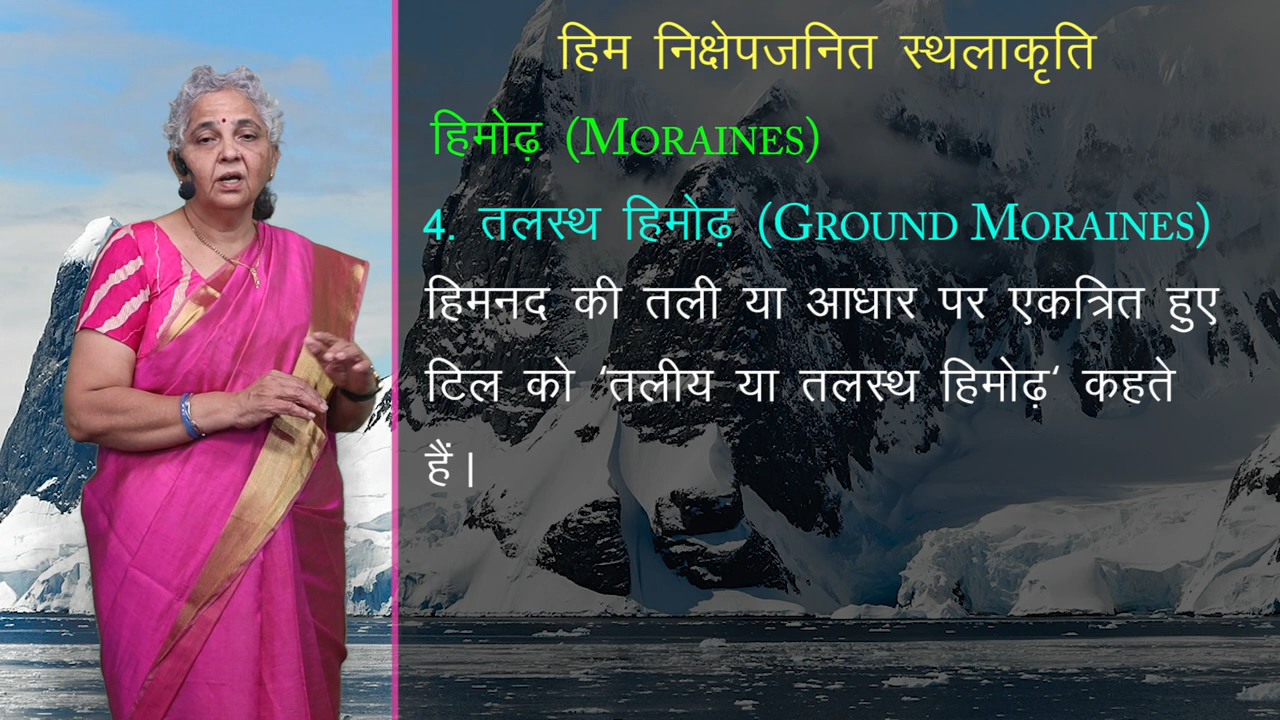 हिम निक्षेपजनित स्थलाकृति
हिमोढ़ (MORAINES)
4. तलस्थ हिमोढ़ (GROUND MORAINES)
हिमनद की तली या आधार पर एकत्रित हुए
टिल को ‘तलीय या तलस्थ हिमोढ़‘ कहते
हैं।